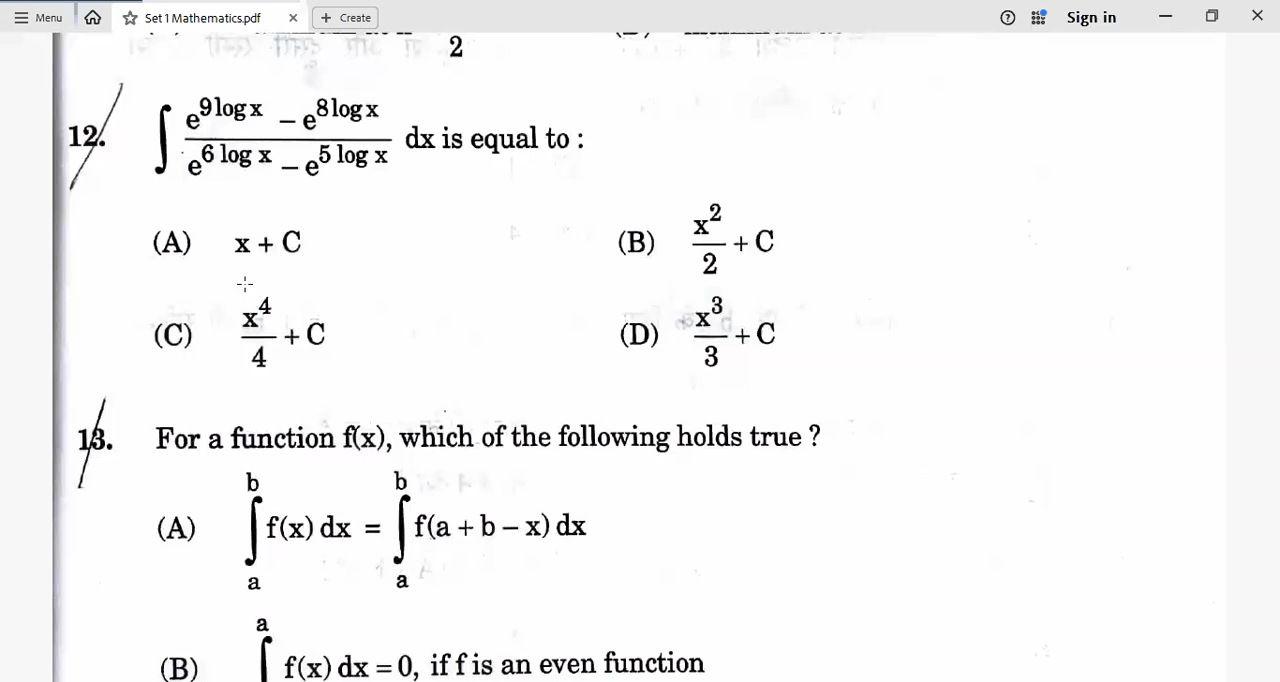 Menu Set 1 Mathematics.pdf × + Create Sign in
2
12. ∫ (e^(9 log x) – e^(8 log x)) / (e^(6 log x) – e^(5 log x)) dx is equal to :
(A) x + C (B) x²/2 + C
(C) x⁴/4 + C (D) x³/3 + C
13. For a function f(x), which of the following holds true ?
(A) ∫_a^b f(x) dx = ∫_a^b f(a + b – x) dx
(B) ∫^a f(x) dx = 0, if f is an even function